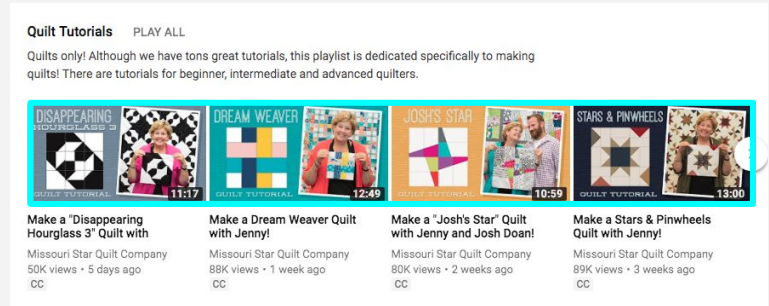 Quilt Tutorials PLAY ALL
Quilts only! Although we have tons great tutorials, this playlist is dedicated specifically to making
quilts! There are tutorials for beginner, intermediate and advanced quilters.
DISAPPEARING
HOURGLASS 3
QUILT TUTORIAL
11:17
DREAM WEAVER
QUILT TUTORIAL
12:49
JOSH'S STAR
QUILT TUTORIAL
10:59
STARS & PINWHEELS
QUILT TUTORIAL
13:00
Make a "Disappearing
Hourglass 3" Quilt with
Missouri Star Quilt Company
50K views • 5 days ago
CC
Make a Dream Weaver Quilt
with Jenny!
Missouri Star Quilt Company
88K views • 1 week ago
CC
Make a "Josh's Star" Quilt
with Jenny and Josh Doan!
Missouri Star Quilt Company
80K views • 2 weeks ago
CC
Make a Stars & Pinwheels
Quilt with Jenny!
Missouri Star Quilt Company
89K views • 3 weeks ago
CC